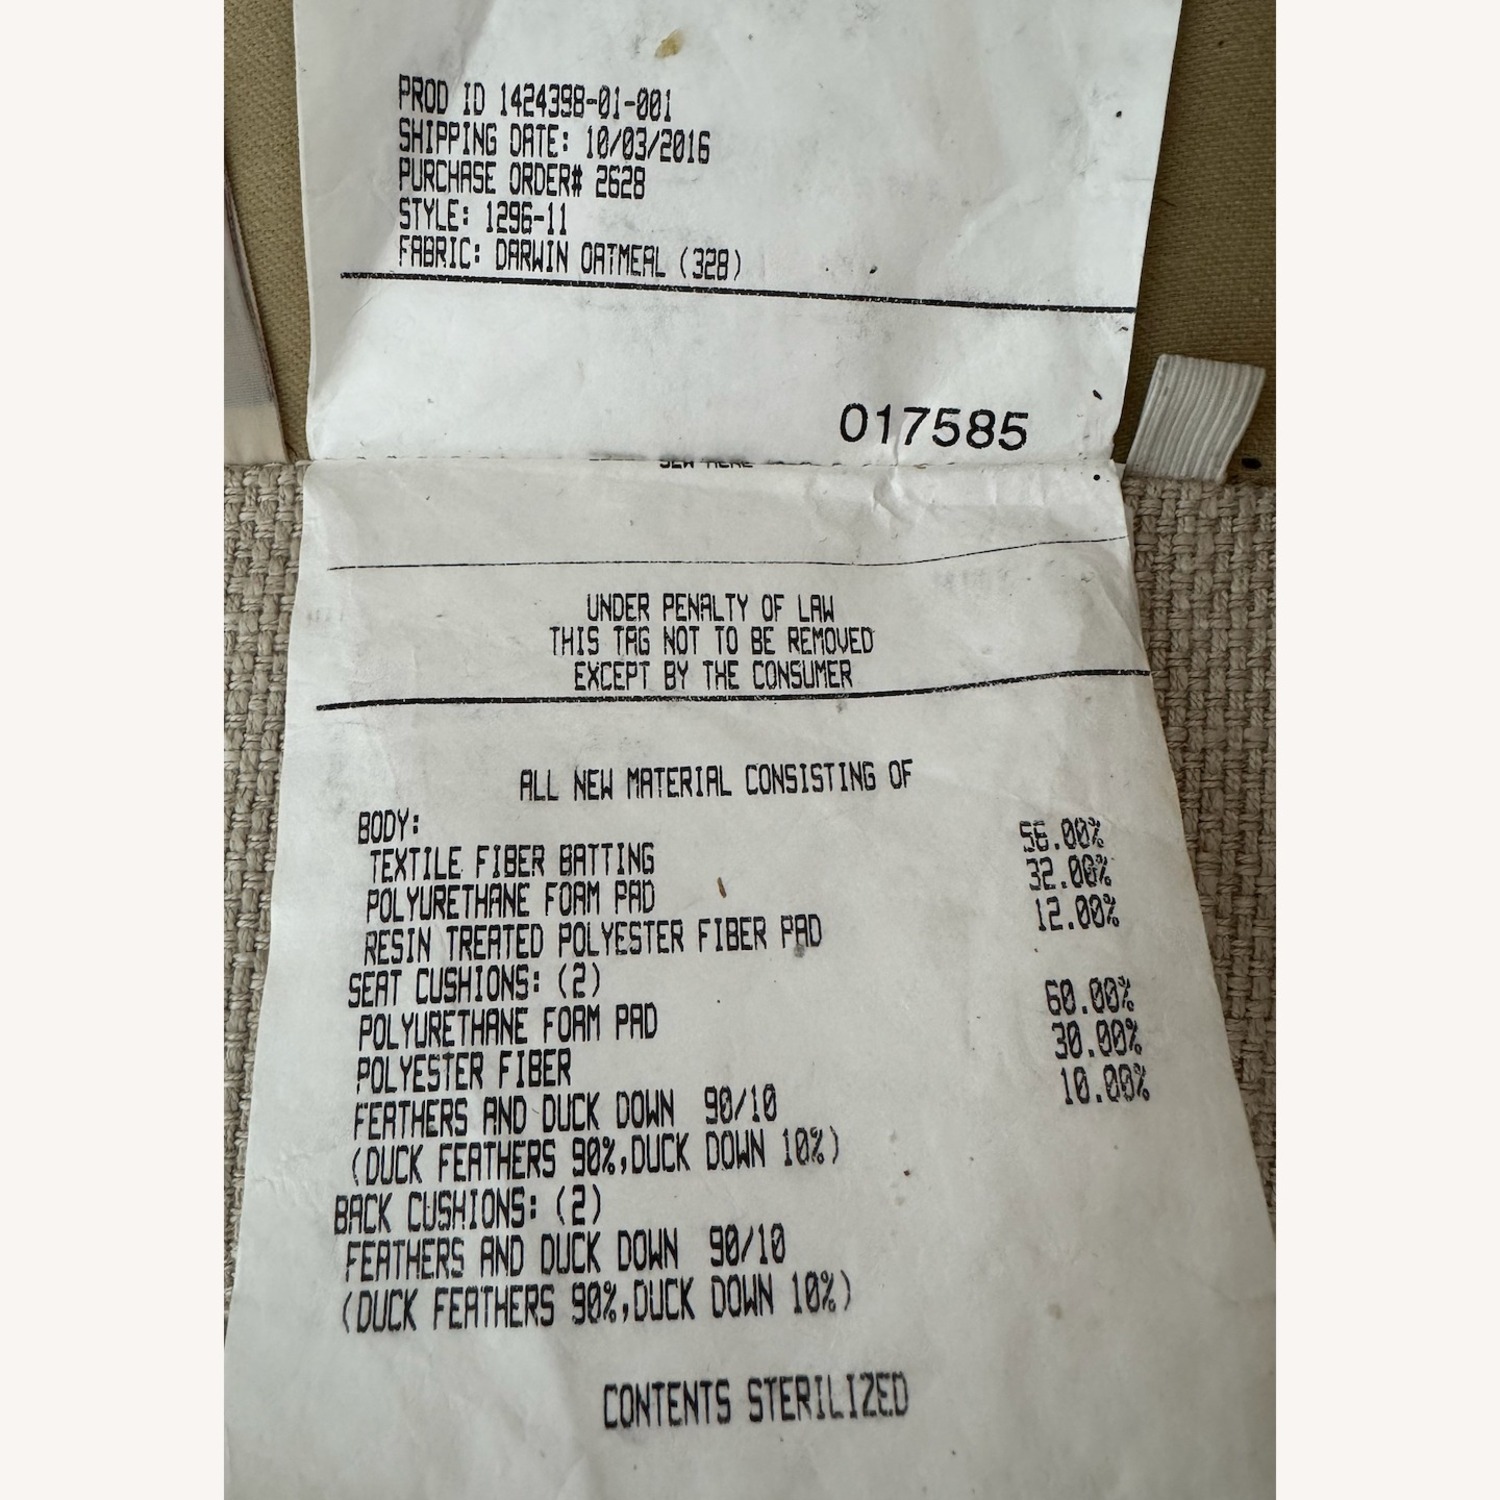 PROD ID 1424398-01-001
SHIPPING DATE: 10/03/2016
PURCHASE ORDER# 2628
STYLE: 1296-11
FABRIC: DARWIN OATMEAL (328)
017585
SEW HERE
UNDER PENALTY OF LAW
THIS TAG NOT TO BE REMOVED
EXCEPT BY THE CONSUMER
ALL NEW MATERIAL CONSISTING OF
BODY:
TEXTILE FIBER BATTING 56.00%
POLYURETHANE FOAM PAD 32.00%
RESIN TREATED POLYESTER FIBER PAD 12.00%
SEAT CUSHIONS: (2)
POLYURETHANE FOAM PAD 60.00%
POLYESTER FIBER 30.00%
FEATHERS AND DUCK DOWN 90/10 10.00%
(DUCK FEATHERS 90%,DUCK DOWN 10%)
BACK CUSHIONS: (2)
FEATHERS AND DUCK DOWN 90/10
(DUCK FEATHERS 90%,DUCK DOWN 10%)
CONTENTS STERILIZED